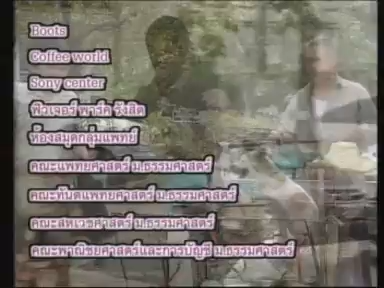 Boots
Coffee world
Sony center
ฟิวเจอร์ พาร์ค รังสิต
ห้องสมุดกลุ่มแพทย์
คณะแพทยศาสตร์ ม.ธรรมศาสตร์
คณะทันตแพทยศาสตร์ ม.ธรรมศาสตร์
คณะสหเวชศาสตร์ ม.ธรรมศาสตร์
คณะพาณิชยศาสตร์และการบัญชี ม.ธรรมศาสตร์